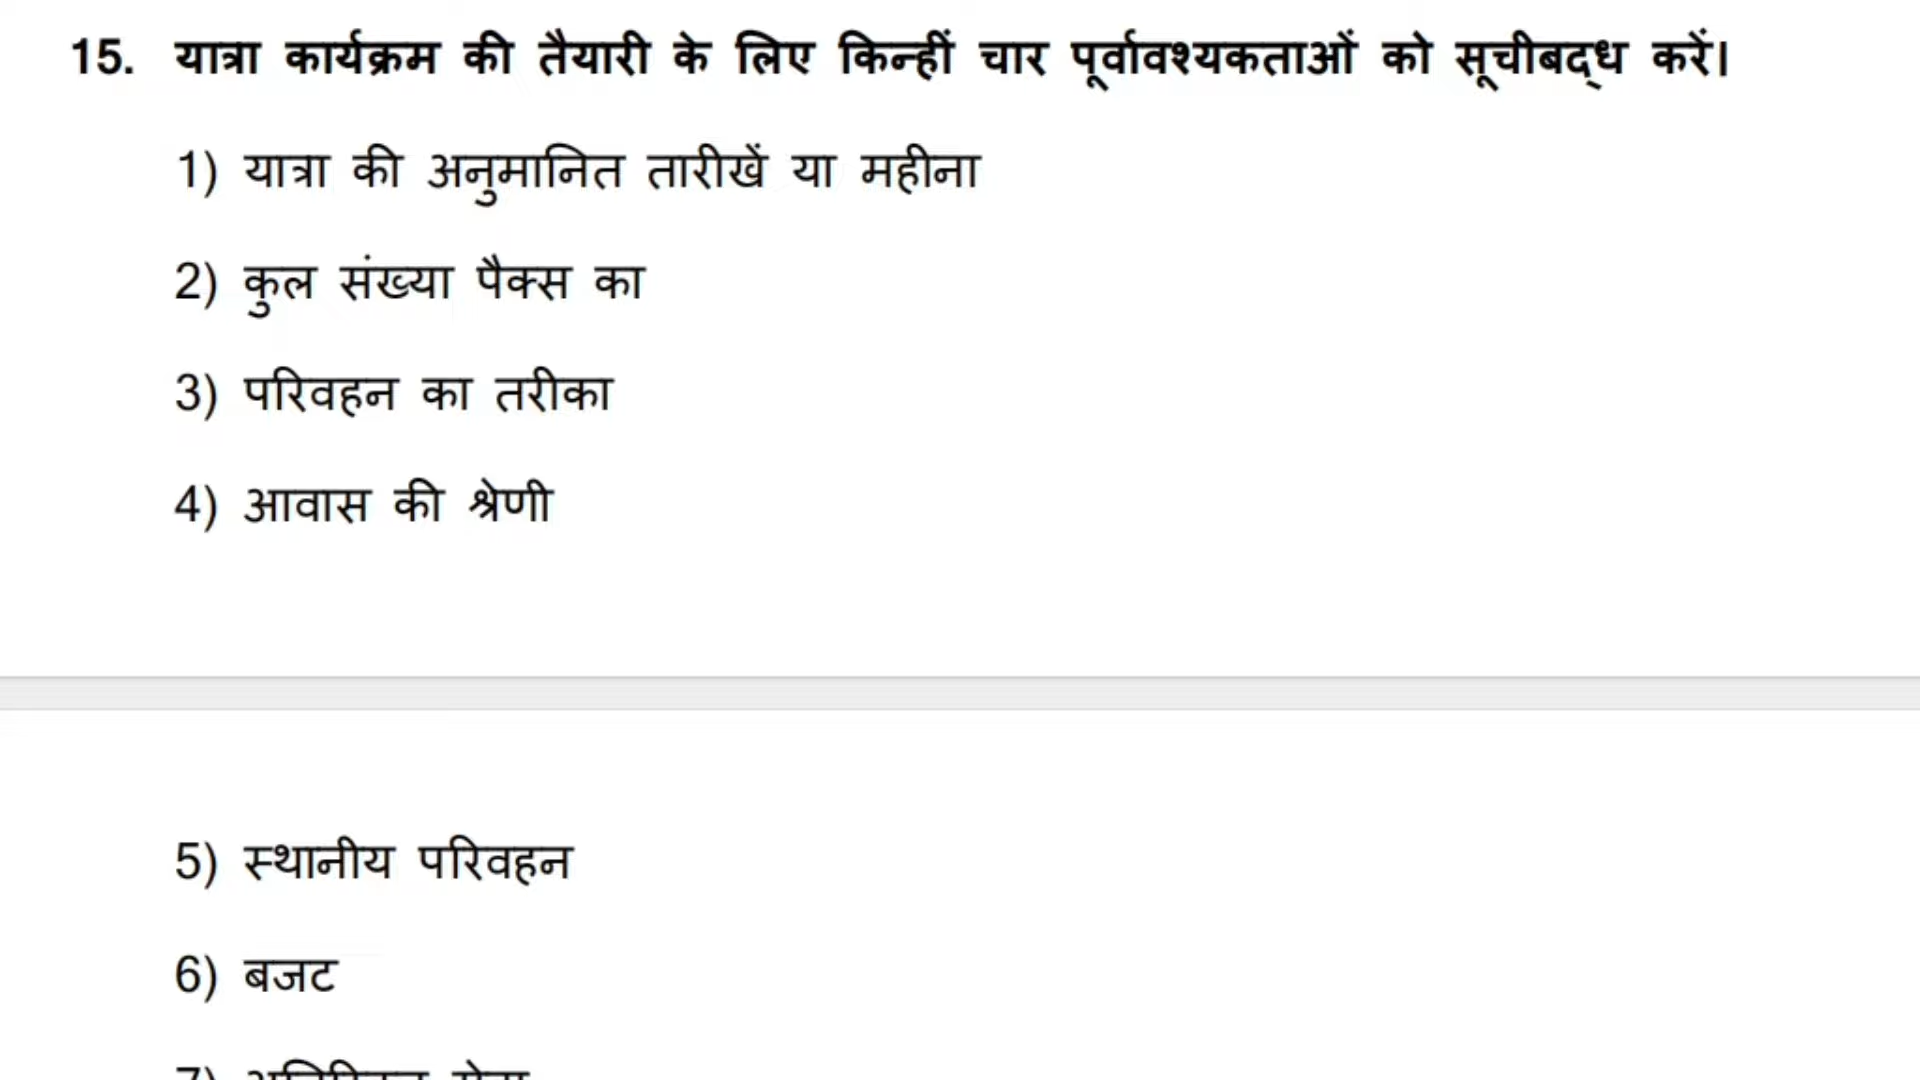 15. यात्रा कार्यक्रम की तैयारी के लिए किन्हीं चार पूर्वावश्यकताओं को सूचीबद्ध करें।
1) यात्रा की अनुमानित तारीखें या महीना
2) कुल संख्या पैक्स का
3) परिवहन का तरीका
4) आवास की श्रेणी
5) स्थानीय परिवहन
6) बजट
7)